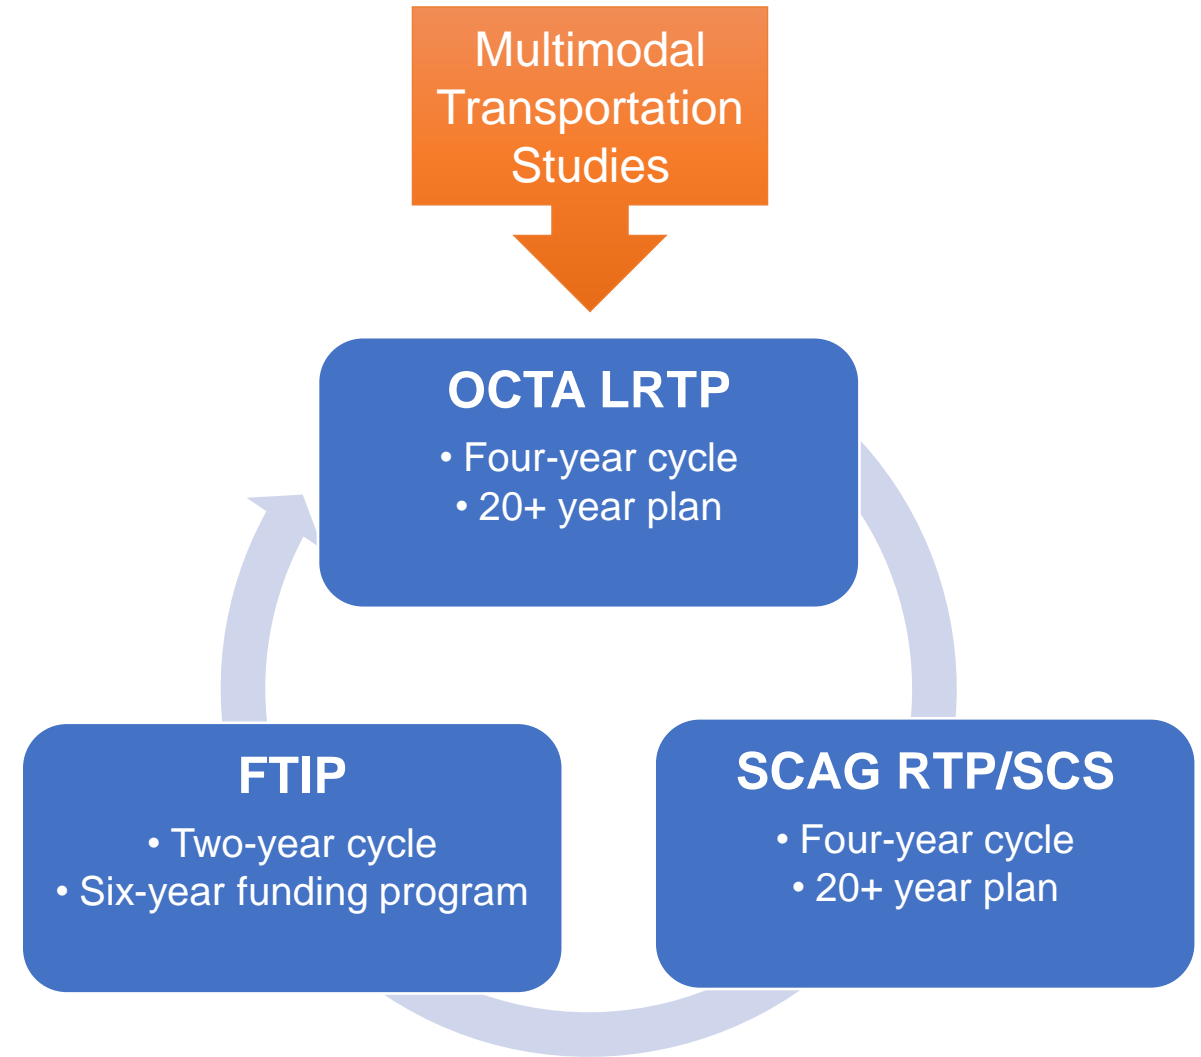 Multimodal
Transportation
Studies
OCTA LRTP
• Four-year cycle
• 20+ year plan
FTIP
• Two-year cycle
• Six-year funding program
SCAG RTP/SCS
• Four-year cycle
• 20+ year plan